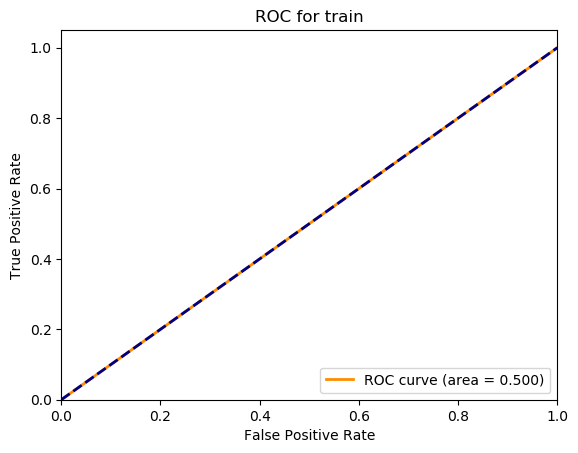 ROC for train
1.0
0.8
0.6
0.4
0.2
0.0
True Positive Rate
ROC curve (area = 0.500)
0.0 0.2 0.4 0.6 0.8 1.0
False Positive Rate